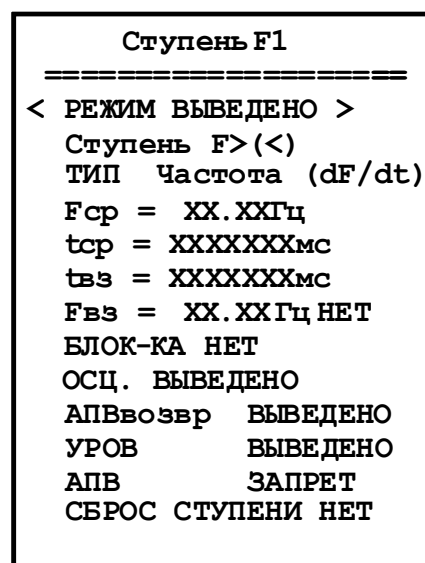 Ступень F1
====================
< РЕЖИМ ВЫВЕДЕНО >
Ступень F>(<)
ТИП Частота (dF/dt)
Fср = XX.XXГц
tср = XXXXXXXмс
tвз = XXXXXXXмс
Fвз = XX.XXГц НЕТ
БЛОК-КА НЕТ
ОСЦ. ВЫВЕДЕНО
АПВвозвр ВЫВЕДЕНО
УРОВ ВЫВЕДЕНО
АПВ ЗАПРЕТ
СБРОС СТУПЕНИ НЕТ